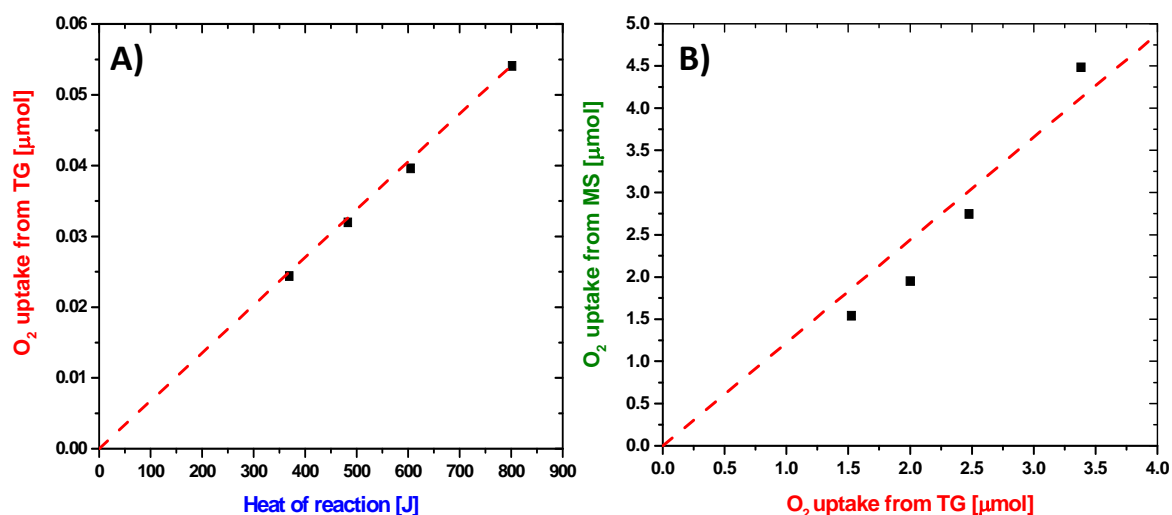 A)
O₂ uptake from TG [μmol]
0.06
0.05
0.04
0.03
0.02
0.01
0.00
0 100 200 300 400 500 600 700 800 900
Heat of reaction [J]
B)
O₂ uptake from MS [μmol]
5.0
4.5
4.0
3.5
3.0
2.5
2.0
1.5
1.0
0.5
0.0
0.0 0.5 1.0 1.5 2.0 2.5 3.0 3.5 4.0
O₂ uptake from TG [μmol]